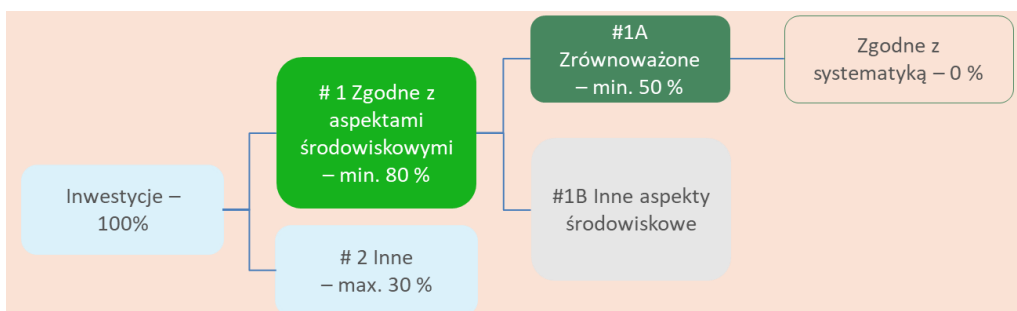 Inwestycje –
100%
# 1 Zgodne z
aspektami
środowiskowymi
– min. 80 %
# 2 Inne
– max. 30 %
#1A
Zrównoważone
– min. 50 %
#1B Inne aspekty
środowiskowe
Zgodne z
systematyką – 0 %